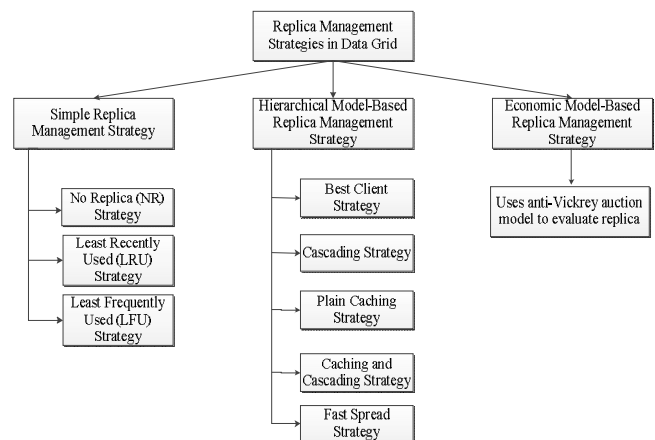 Replica Management
Strategies in Data Grid
Simple Replica
Management Strategy
No Replica (NR)
Strategy
Least Recently
Used (LRU)
Strategy
Least Frequently
Used (LFU)
Strategy
Hierarchical Model-Based
Replica Management
Strategy
Best Client
Strategy
Cascading Strategy
Plain Caching
Strategy
Caching and
Cascading Strategy
Fast Spread
Strategy
Economic Model-Based
Replica Management
Strategy
Uses anti-Vickrey auction
model to evaluate replica